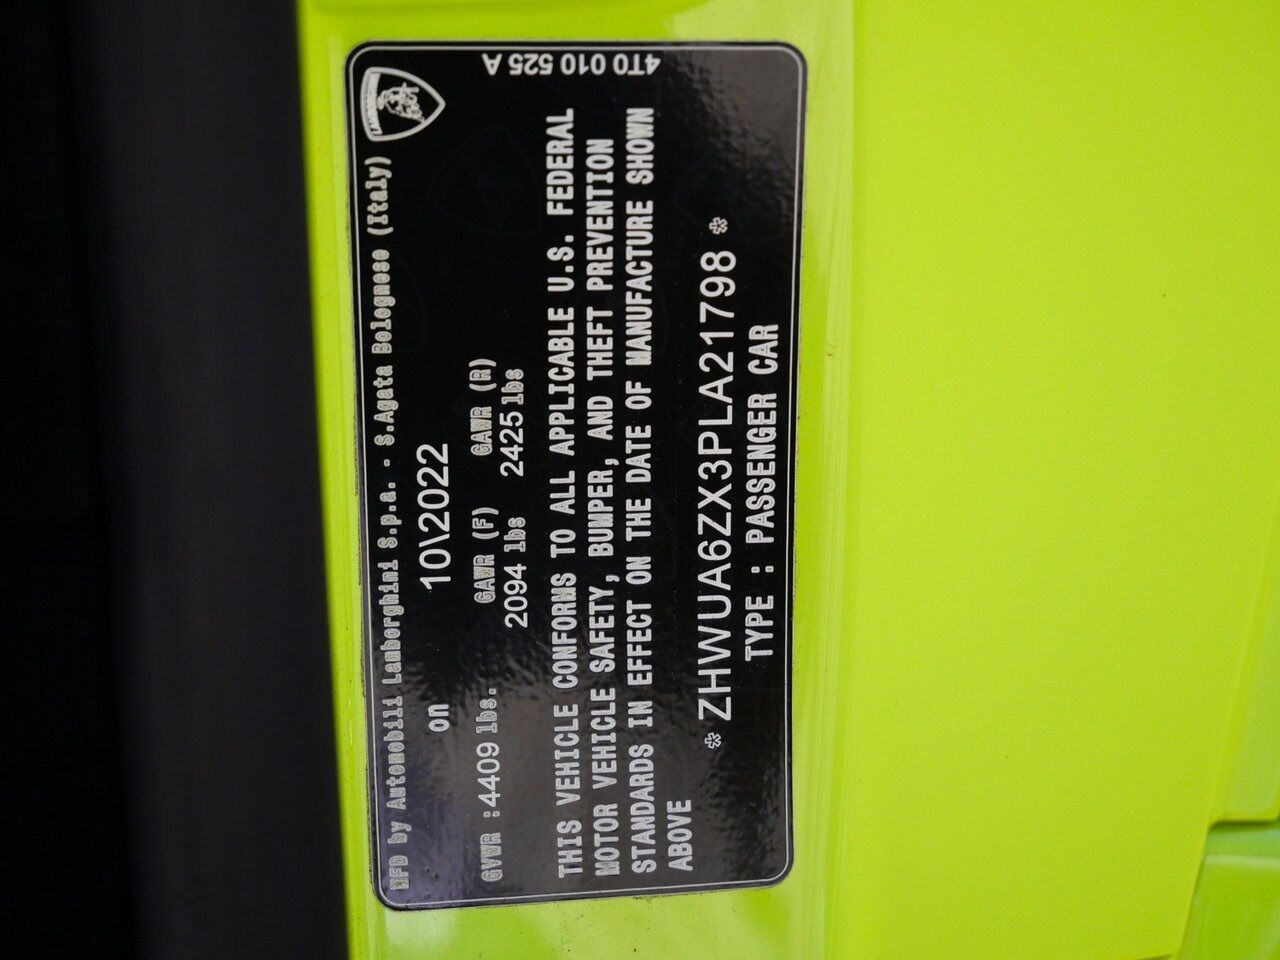 LAMBORGHINI
4T0 010 525 A
MFD by Automobili Lamborghini S.p.a. - S.Agata Bolognese (Italy)
on 10\2022
GAWR (F) GAWR (R)
GVWR :4409 lbs. 2094 lbs 2425 lbs
THIS VEHICLE CONFORMS TO ALL APPLICABLE U.S. FEDERAL
MOTOR VEHICLE SAFETY, BUMPER, AND THEFT PREVENTION
STANDARDS IN EFFECT ON THE DATE OF MANUFACTURE SHOWN
ABOVE
* ZHWUA6ZX3PLA21798 *
TYPE : PASSENGER CAR